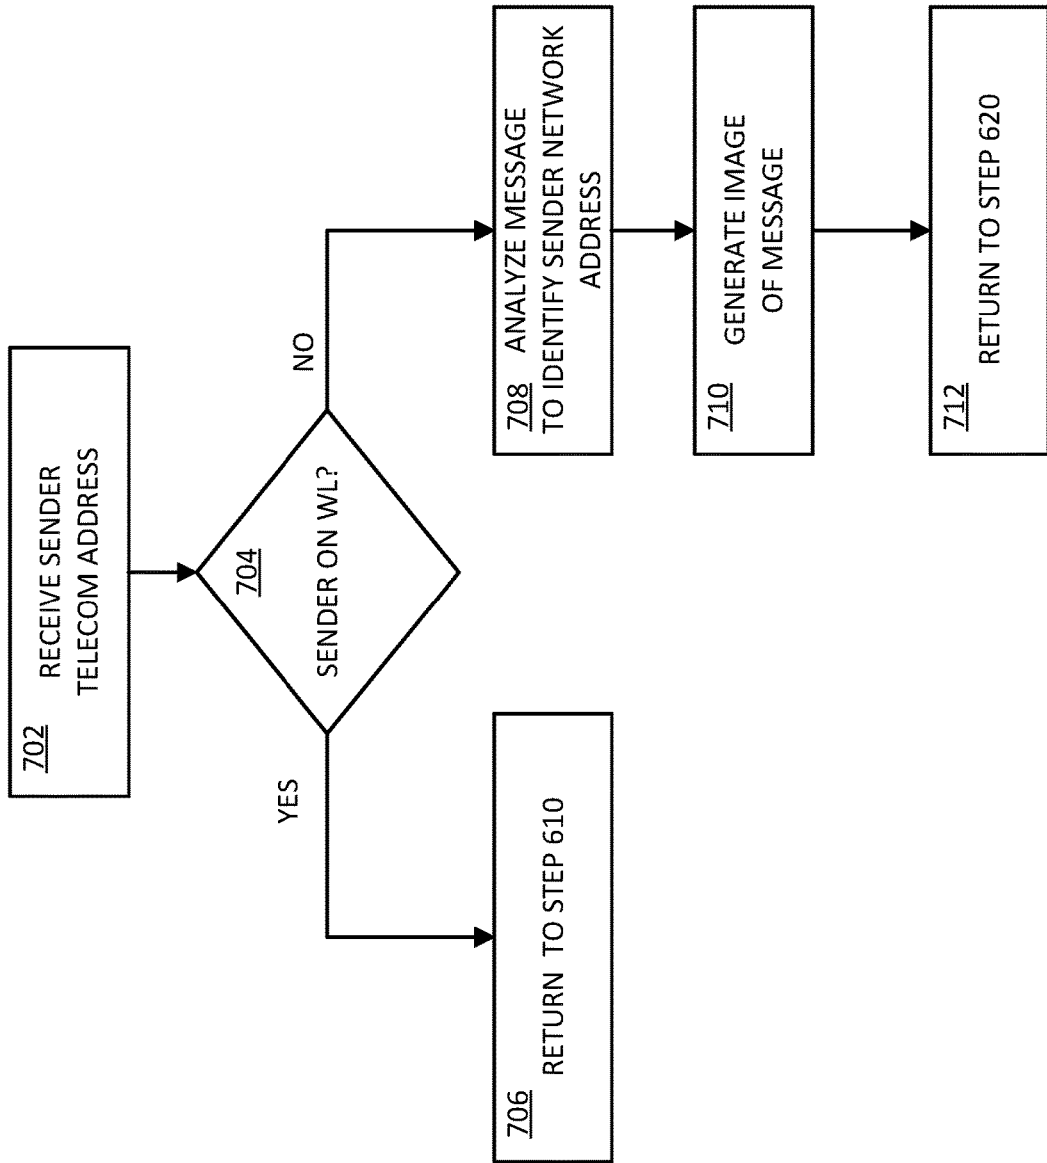 702
RECEIVE SENDER
TELECOM ADDRESS
704
SENDER ON WL?
YES
NO
706
RETURN TO STEP 610
708 ANALYZE MESSAGE
TO IDENTIFY SENDER NETWORK
ADDRESS
710
GENERATE IMAGE
OF MESSAGE
712
RETURN TO STEP 620